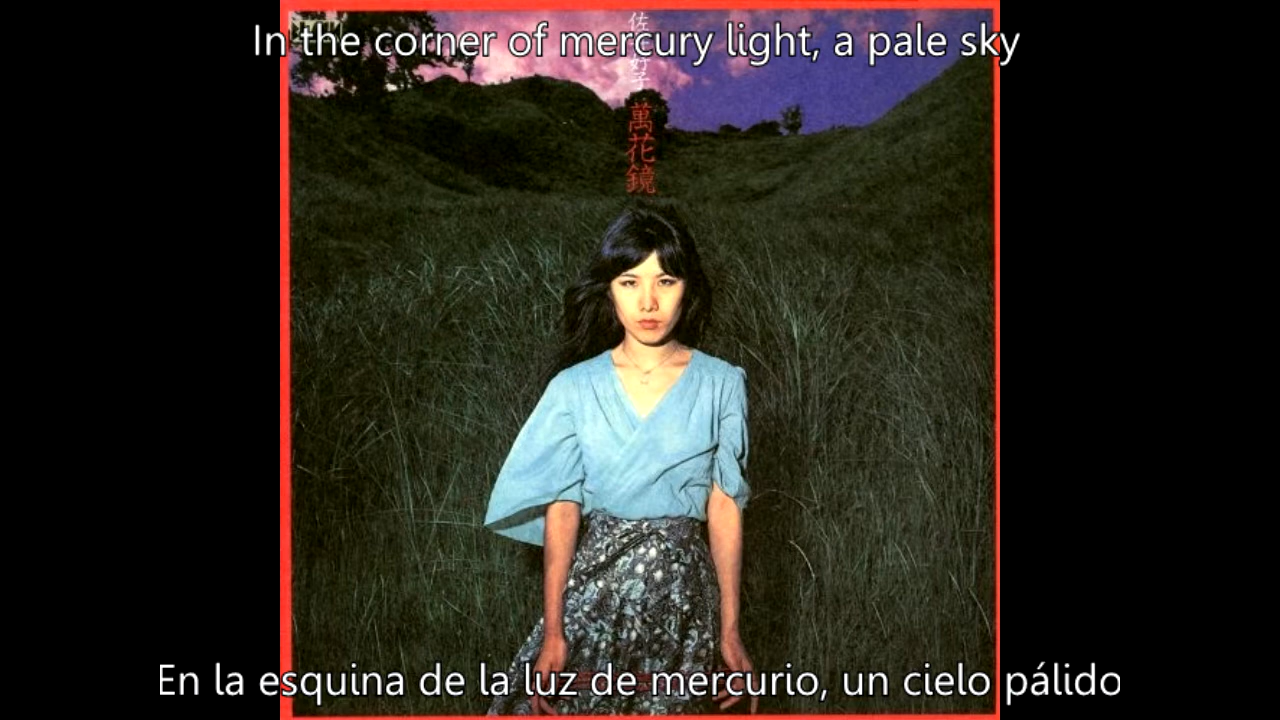 In the corner of mercury light, a pale sky
佐々好子
萬花鏡
En la esquina de la luz de mercurio, un cielo pálido